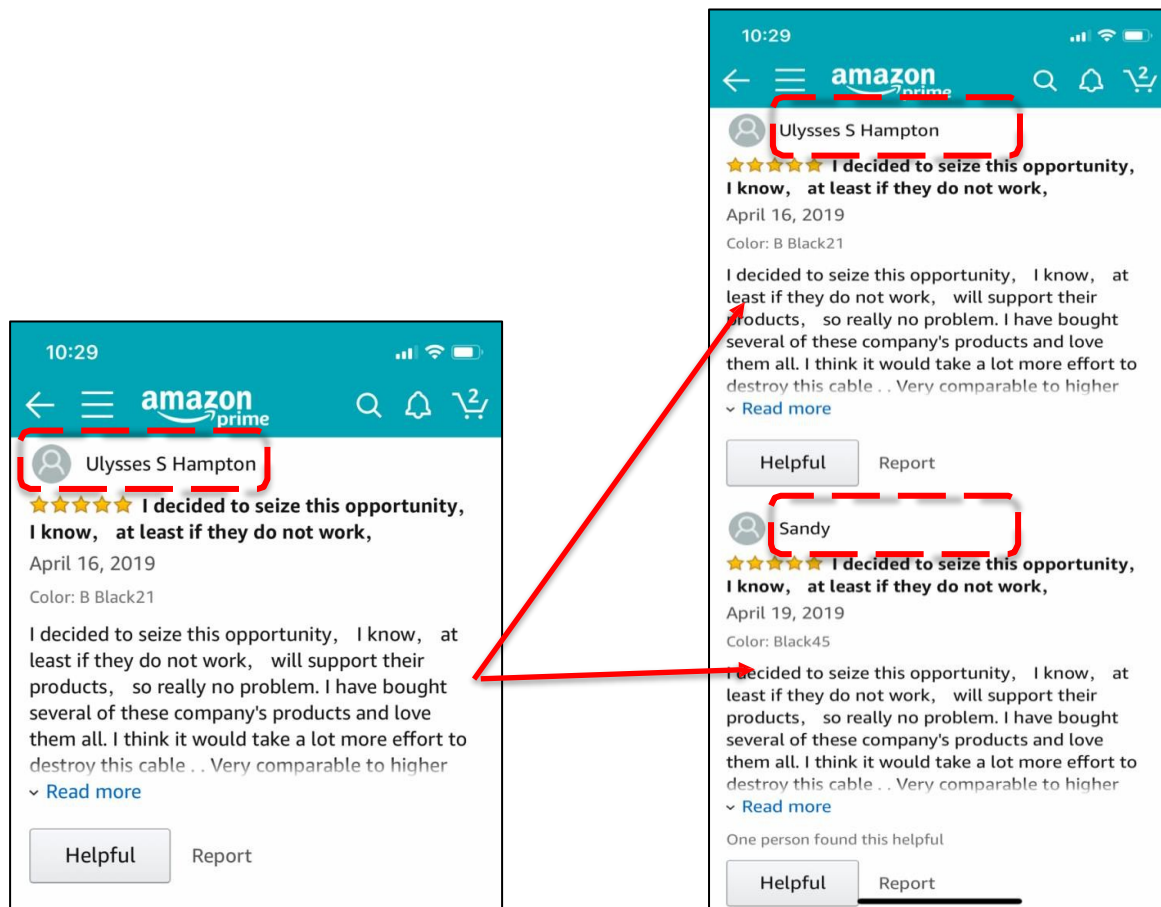 10:29
amazon
prime
2
Ulysses S Hampton
I decided to seize this opportunity,
I know, at least if they do not work,
April 16, 2019
Color: B Black21
I decided to seize this opportunity, I know, at
least if they do not work, will support their
products, so really no problem. I have bought
several of these company's products and love
them all. I think it would take a lot more effort to
destroy this cable . . Very comparable to higher
Read more
Helpful Report
10:29
amazon
prime
2
Ulysses S Hampton
I decided to seize this opportunity,
I know, at least if they do not work,
April 16, 2019
Color: B Black21
I decided to seize this opportunity, I know, at
least if they do not work, will support their
products, so really no problem. I have bought
several of these company's products and love
them all. I think it would take a lot more effort to
destroy this cable . . Very comparable to higher
Read more
Helpful Report
Sandy
I decided to seize this opportunity,
I know, at least if they do not work,
April 19, 2019
Color: Black45
I decided to seize this opportunity, I know, at
least if they do not work, will support their
products, so really no problem. I have bought
several of these company's products and love
them all. I think it would take a lot more effort to
destroy this cable . . Very comparable to higher
Read more
One person found this helpful
Helpful Report